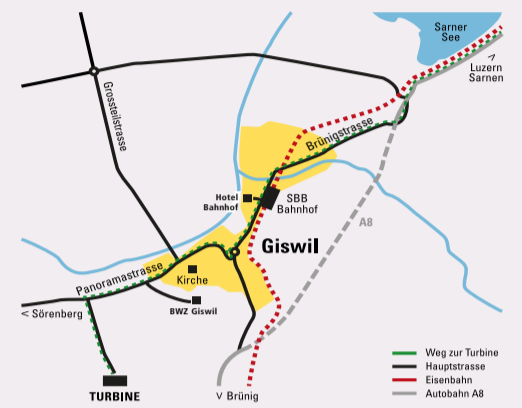 Sarner
See
Luzern
Sarnen
Grossteilstrasse
Brünigstrasse
Hotel
Bahnhof
SBB
Bahnhof
A8
Giswil
Panoramastrasse
Kirche
BWZ Giswil
< Sörenberg
TURBINE
V Brünig
Weg zur Turbine
Hauptstrasse
Eisenbahn
Autobahn A8